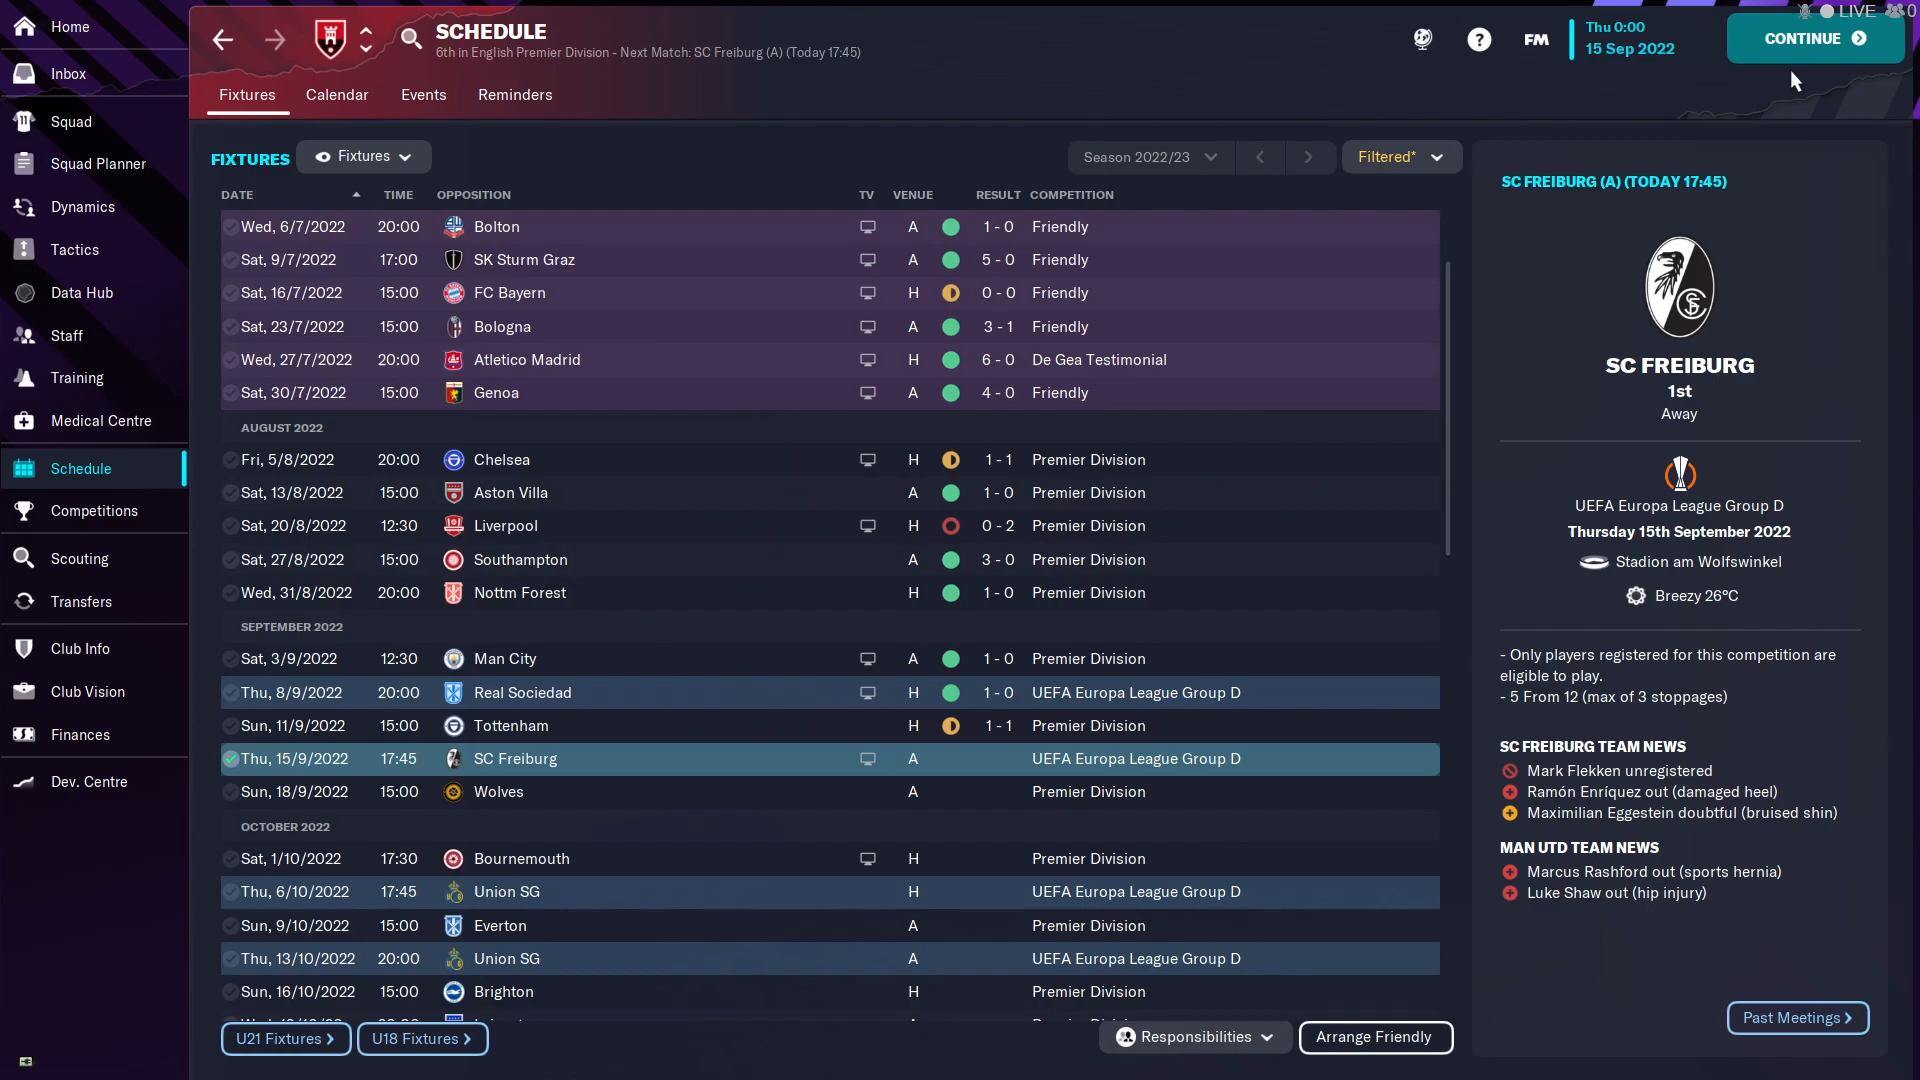 LIVE 0
Home
Inbox
Squad
Squad Planner
Dynamics
Tactics
Data Hub
Staff
Training
Medical Centre
Schedule
Competitions
Scouting
Transfers
Club Info
Club Vision
Finances
Dev. Centre
SCHEDULE
6th in English Premier Division - Next Match: SC Freiburg (A) (Today 17:45)
FM
Thu 0:00
15 Sep 2022
CONTINUE
Fixtures Calendar Events Reminders
FIXTURES Fixtures Season 2022/23 Filtered*
DATE TIME OPPOSITION TV VENUE RESULT COMPETITION
Wed, 6/7/2022 20:00 Bolton A 1 - 0 Friendly
Sat, 9/7/2022 17:00 SK Sturm Graz A 5 - 0 Friendly
Sat, 16/7/2022 15:00 FC Bayern H 0 - 0 Friendly
Sat, 23/7/2022 15:00 Bologna A 3 - 1 Friendly
Wed, 27/7/2022 20:00 Atletico Madrid H 6 - 0 De Gea Testimonial
Sat, 30/7/2022 15:00 Genoa A 4 - 0 Friendly
AUGUST 2022
Fri, 5/8/2022 20:00 Chelsea H 1 - 1 Premier Division
Sat, 13/8/2022 15:00 Aston Villa A 1 - 0 Premier Division
Sat, 20/8/2022 12:30 Liverpool H 0 - 2 Premier Division
Sat, 27/8/2022 15:00 Southampton A 3 - 0 Premier Division
Wed, 31/8/2022 20:00 Nottm Forest H 1 - 0 Premier Division
SEPTEMBER 2022
Sat, 3/9/2022 12:30 Man City A 1 - 0 Premier Division
Thu, 8/9/2022 20:00 Real Sociedad H 1 - 0 UEFA Europa League Group D
Sun, 11/9/2022 15:00 Tottenham H 1 - 1 Premier Division
Thu, 15/9/2022 17:45 SC Freiburg A UEFA Europa League Group D
Sun, 18/9/2022 15:00 Wolves A Premier Division
OCTOBER 2022
Sat, 1/10/2022 17:30 Bournemouth H Premier Division
Thu, 6/10/2022 17:45 Union SG H UEFA Europa League Group D
Sun, 9/10/2022 15:00 Everton A Premier Division
Thu, 13/10/2022 20:00 Union SG A UEFA Europa League Group D
Sun, 16/10/2022 15:00 Brighton H Premier Division
U21 Fixtures U18 Fixtures Responsibilities Arrange Friendly
SC FREIBURG (A) (TODAY 17:45)
SC FREIBURG
1st
Away
UEFA Europa League Group D
Thursday 15th September 2022
Stadion am Wolfswinkel
Breezy 26°C
- Only players registered for this competition are
eligible to play.
- 5 From 12 (max of 3 stoppages)
SC FREIBURG TEAM NEWS
Mark Flekken unregistered
Ramón Enríquez out (damaged heel)
Maximilian Eggestein doubtful (bruised shin)
MAN UTD TEAM NEWS
Marcus Rashford out (sports hernia)
Luke Shaw out (hip injury)
Past Meetings